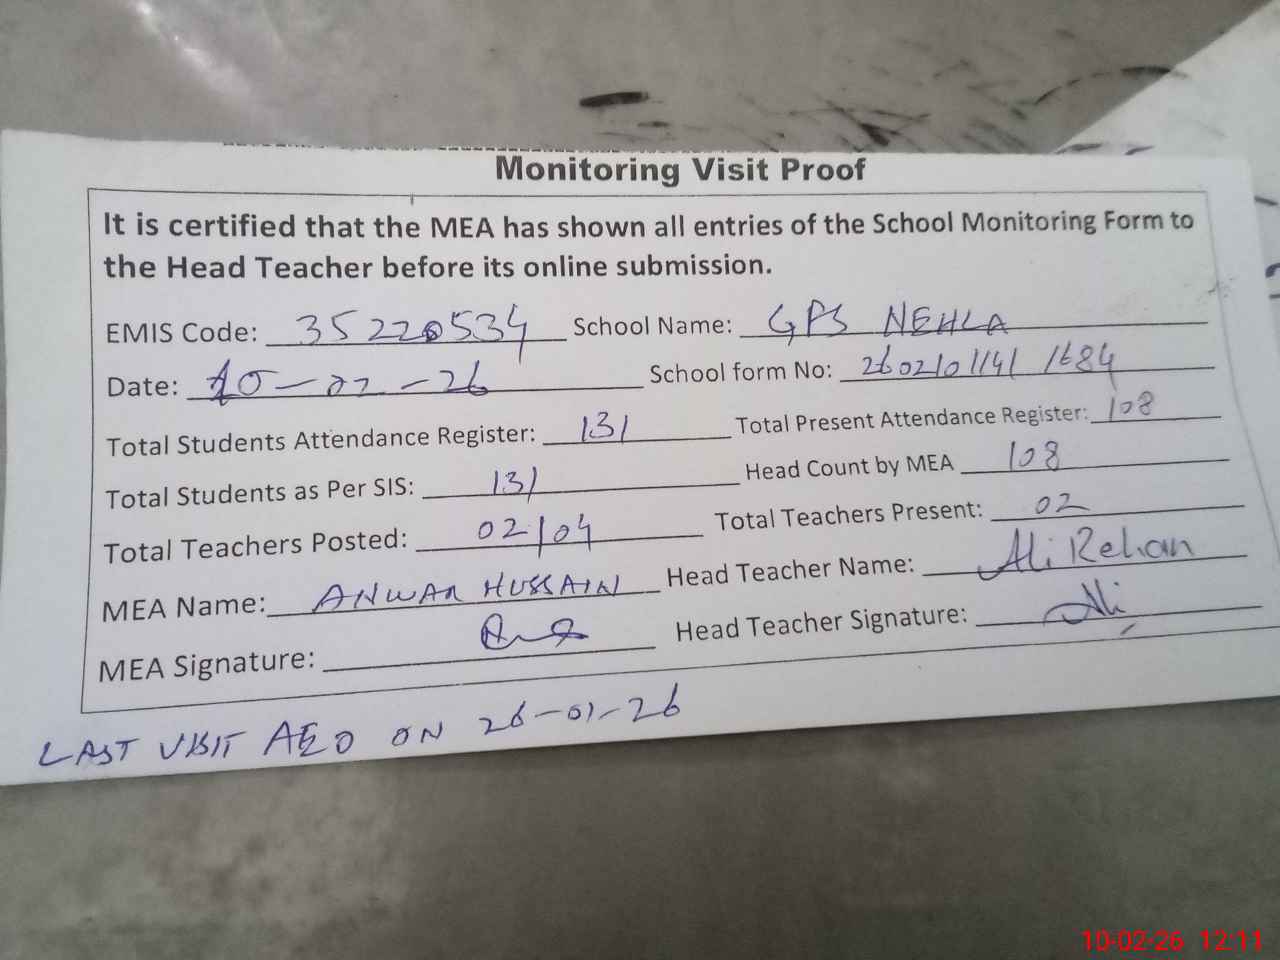 Monitoring Visit Proof
It is certified that the MEA has shown all entries of the School Monitoring Form to
the Head Teacher before its online submission.
EMIS Code: 35220534 School Name: GPS NEHLA
Date: 10-02-26 School form No: 260210114 1684
Total Students Attendance Register: 131 Total Present Attendance Register: 108
Total Students as Per SIS: 131 Head Count by MEA 108
Total Teachers Posted: 02/04 Total Teachers Present: 02
MEA Name: ANWAR HUSSAIN Head Teacher Name: Ali Rehan
MEA Signature: Head Teacher Signature: Ali
LAST VISIT AEO ON 26-01-26
10-02-26 12:11